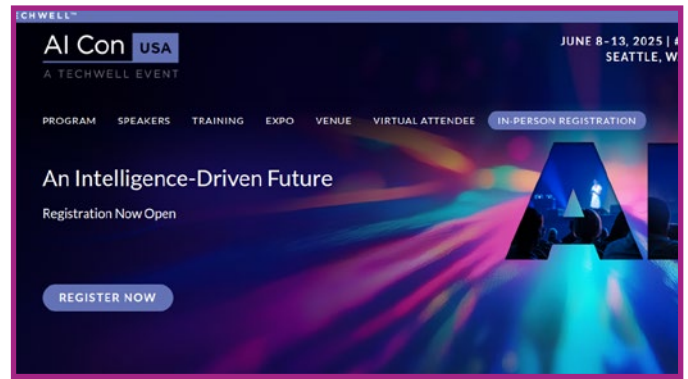 TECHWELL™
AI Con USA
A TECHWELL EVENT
JUNE 8–13, 2025 |
SEATTLE, W
PROGRAM SPEAKERS TRAINING EXPO VENUE VIRTUAL ATTENDEE IN-PERSON REGISTRATION
An Intelligence-Driven Future
Registration Now Open
REGISTER NOW